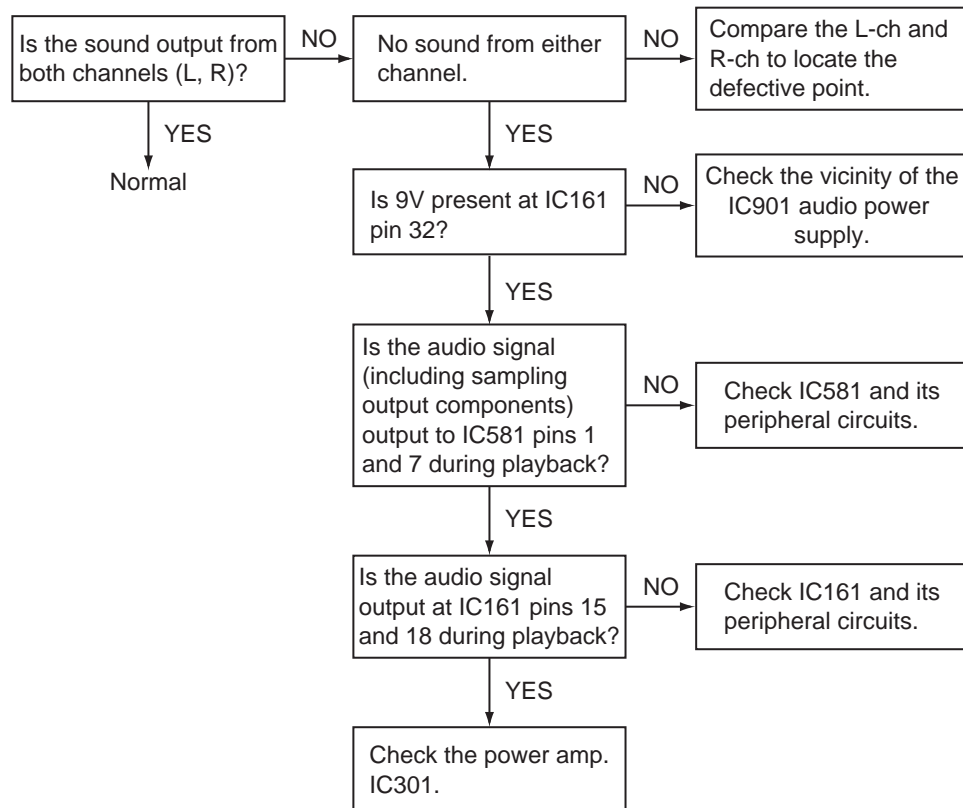 Is the sound output from
both channels (L, R)?
NO
No sound from either
channel.
NO
Compare the L-ch and
R-ch to locate the
defective point.
YES
Normal
YES
Is 9V present at IC161
pin 32?
NO
Check the vicinity of the
IC901 audio power
supply.
YES
Is the audio signal
(including sampling
output components)
output to IC581 pins 1
and 7 during playback?
NO
Check IC581 and its
peripheral circuits.
YES
Is the audio signal
output at IC161 pins 15
and 18 during playback?
NO
Check IC161 and its
peripheral circuits.
YES
Check the power amp.
IC301.